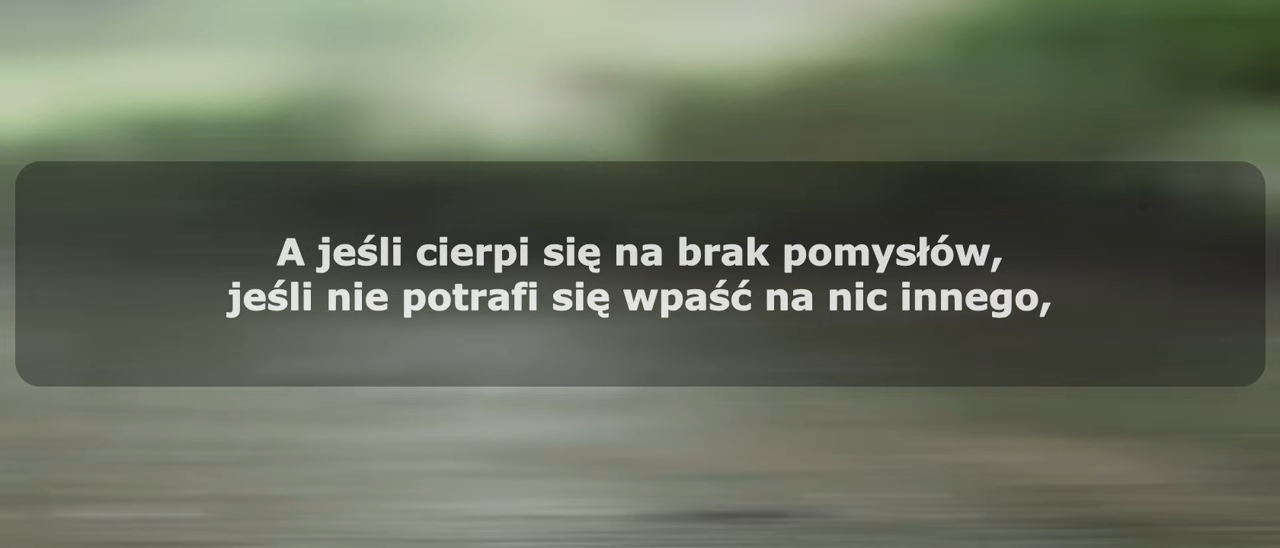 A jeśli cierpi się na brak pomysłów,
jeśli nie potrafi się wpaść na nic innego,